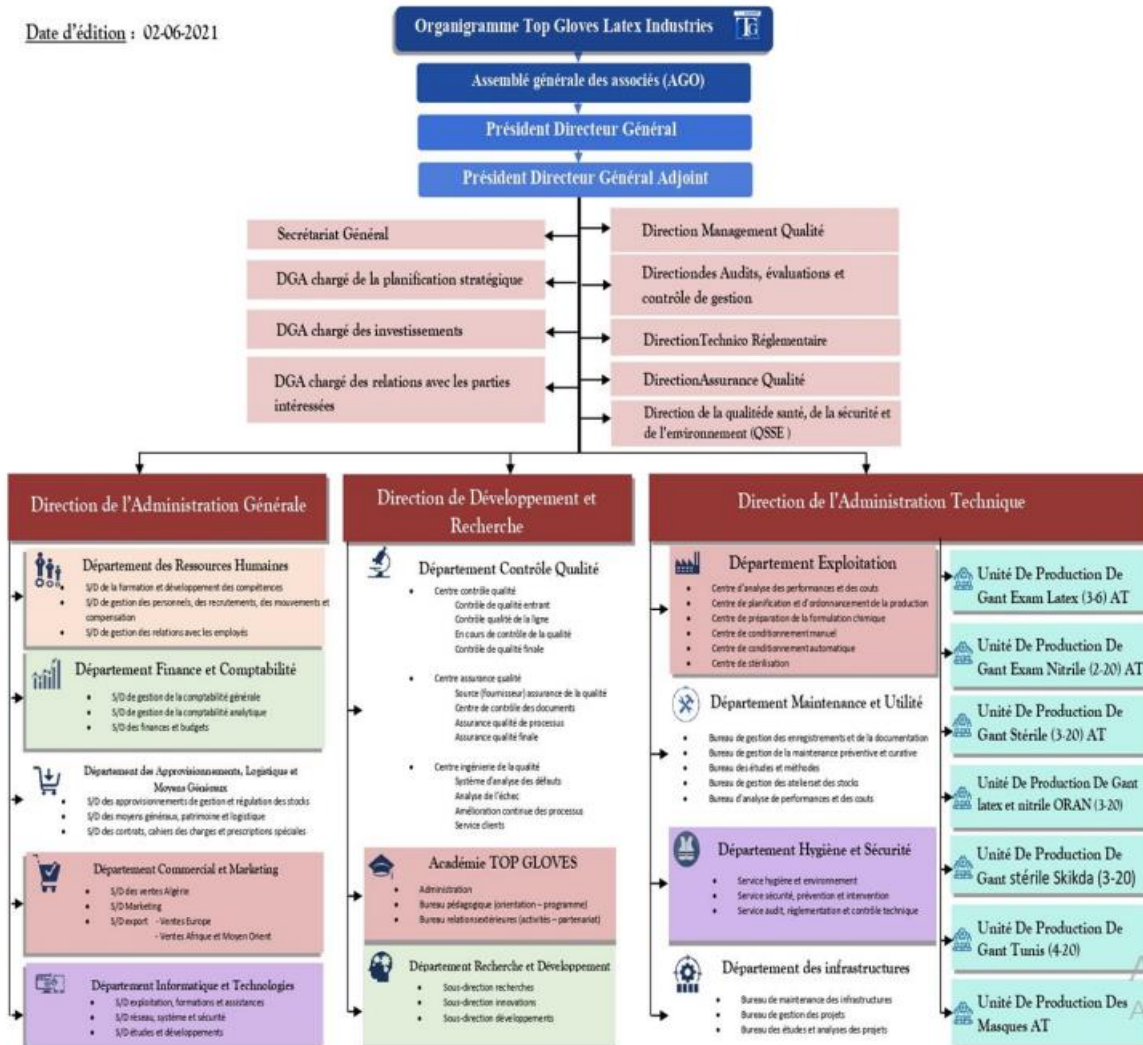 Date d'édition : 02-06-2021
Organigramme Top Gloves Latex Industries
TG
Assemblé générale des associés (AGO)
Président Directeur Général
Président Directeur Général Adjoint
Secrétariat Général
DGA chargé de la planification stratégique
DGA chargé des investissements
DGA chargé des relations avec les parties
intéressées
Direction Management Qualité
Directiondes Audits, évaluations et
contrôle de gestion
DirectionTechnico Réglementaire
DirectionAssurance Qualité
Direction de la qualitéde santé, de la sécurité et
de l'environnement (QSSE )
Direction de l'Administration Générale
Département des Ressources Humaines
S/D de la formation et développement des compétences
S/D de gestion des personnels, des recrutements, des mouvements et
compensation
S/D de gestion des relations avec les employés
Département Finance et Comptabilité
S/D de gestion de la comptabilité générale
S/D de gestion de la comptabilité analytique
S/D des finances et budgets
Département des Approvisionnements, Logistique et
Moyens Généraux
S/D des approvisionnements de gestion et régulation des stocks
S/D des moyens généraux, patrimoine et logistique
S/D des contrats, cahiers des charges et prescriptions spéciales
Département Commercial et Marketing
S/D des ventes Algérie
S/D Marketing
S/D export - Ventes Europe
- Ventes Afrique et Moyen Orient
Département Informatique et Technologies
S/D exploitation, formations et assistances
S/D réseau, système et sécurité
S/D études et développements
Direction de Développement et
Recherche
Département Contrôle Qualité
Centre contrôle qualité
Contrôle de qualité entrant
Contrôle qualité de la ligne
En cours de contrôle de la qualité
Contrôle de qualité finale
Centre assurance qualité
Source (fournisseur) assurance de la qualité
Centre de contrôle des documents
Assurance qualité de processus
Assurance qualité finale
Centre ingénierie de la qualité
Système d'analyse des défauts
Analyse de l'échec
Amélioration continue des processus
Service clients
Académie TOP GLOVES
Administration
Bureau pédagogique (orientation – programme)
Bureau relationsextérieures (activités – partenariat)
Département Recherche et Développement
Sous-direction recherches
Sous-direction innovations
Sous-direction développements
Direction de l'Administration Technique
Département Exploitation
Centre d'analyse des performances et des couts
Centre de planification et d'ordonnancement de la production
Centre de préparation de la formulation chimique
Centre de conditionnement manuel
Centre de conditionnement automatique
Centre de stérilisation
Département Maintenance et Utilité
Bureau de gestion des enregistrements et de la documentation
Bureau de gestion de la maintenance préventive et curative
Bureau des études et méthodes
Bureau de gestion des atelierset des stocks
Bureau d'analyse de performances et des couts
Département Hygiène et Sécurité
Service hygiène et environnement
Service sécurité, prévention et intervention
Service audit, réglementation et contrôle technique
Département des infrastructures
Bureau de maintenance des infrastructures
Bureau de gestion des projets
Bureau des études et analyses des projets
Unité De Production De
Gant Exam Latex (3-6) AT
Unité De Production De
Gant Exam Nitrile (2-20) AT
Unité De Production De
Gant Stérile (3-20) AT
Unité De Production De Gant
latex et nitrile ORAN (3-20)
Unité De Production De
Gant stérile Skikda (3-20)
Unité De Production De
Gant Tunis (4-20)
Unité De Production Des
Masques AT
A
A